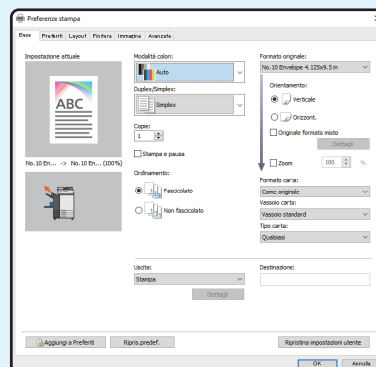 Preferenze stampa
Base Preferiti Layout Finitura Immagine Avanzate
Impostazione attuale
ABC
No.10 En... -> No.10 En... (100%)
Modalità colori:
Auto
Duplex/Simplex:
Simplex
Copie:
1
Stampa e pausa
Ordinamento:
Fascicolato
Non fascicolato
Formato originale:
No.10 Envelope 4.125x9.5 in
Orientamento:
Verticale
Orizont.
Originale formato misto
Dettagli
Zoom 100 %
Formato carta:
Come originale
Vassoio carta:
Vassoio standard
Tipo carta:
Qualsiasi
Uscita:
Stampa
Dettagli
Destinazione:
Aggiungi a Preferiti Ripris.predef. Ripristina impostazioni utente
OK Annulla